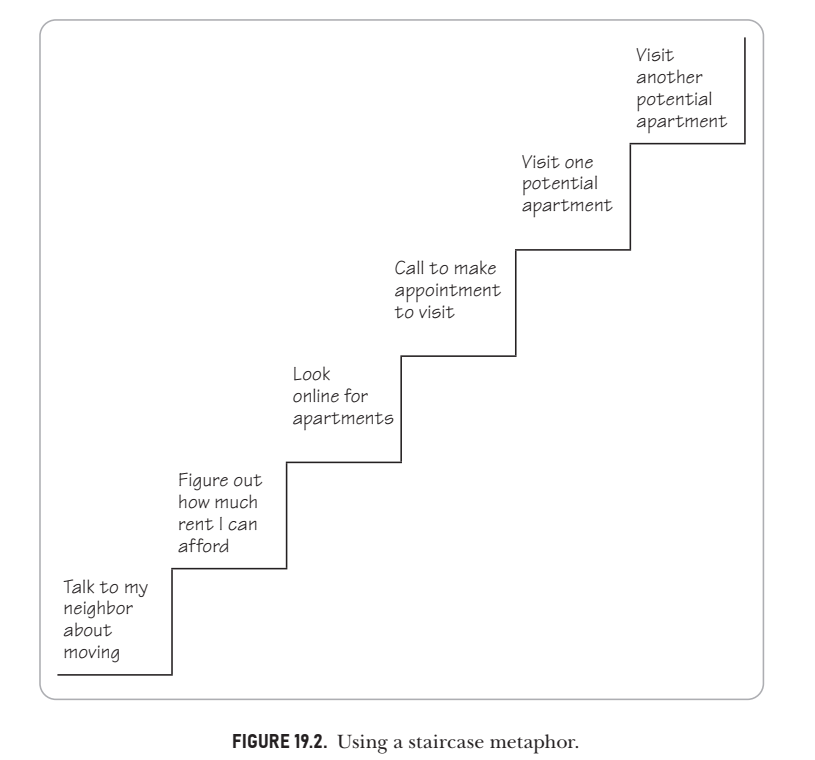 Visit
another
potential
apartment
Visit one
potential
apartment
Call to make
appointment
to visit
Look
online for
apartments
Figure out
how much
rent I can
afford
Talk to my
neighbor
about
moving
FIGURE 19.2. Using a staircase metaphor.